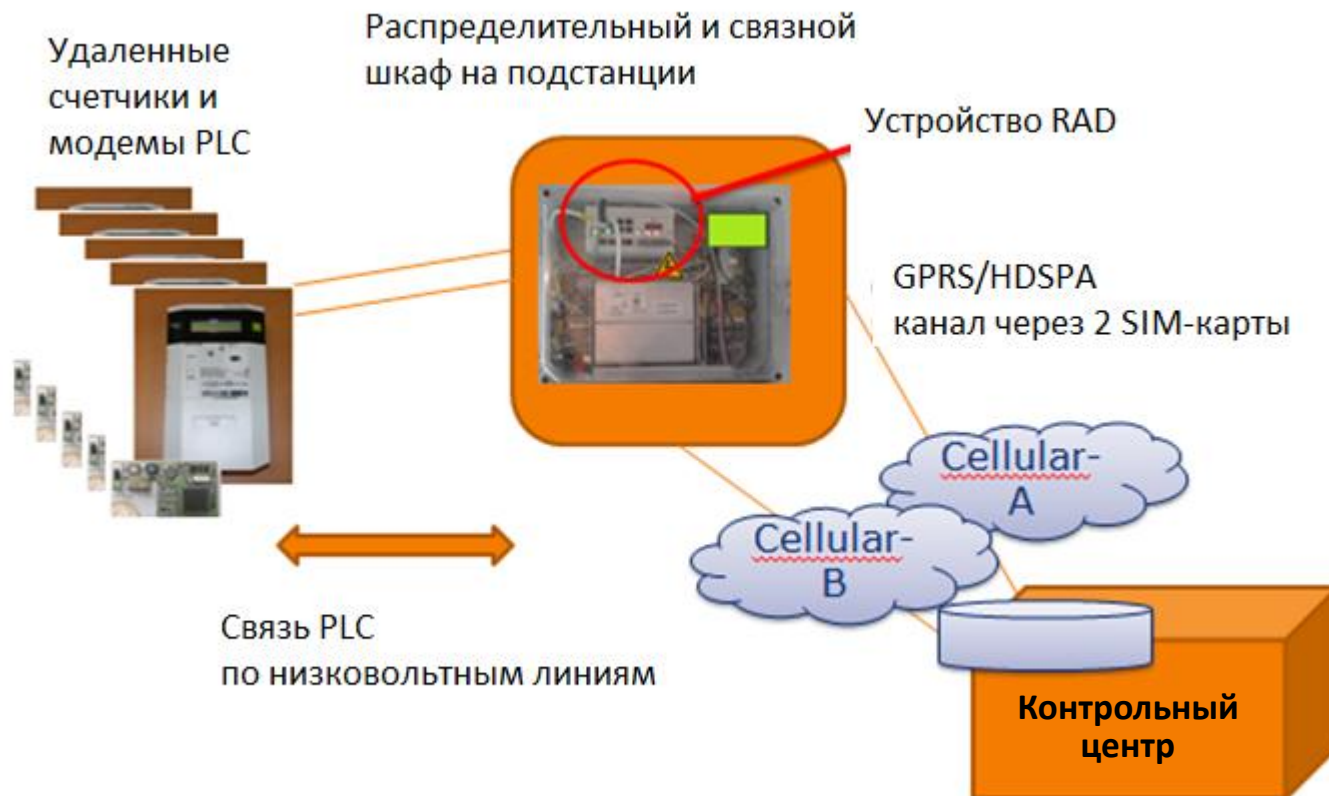 Удаленные
счетчики и
модемы PLC
Распределительный и связной
шкаф на подстанции
Устройство RAD
GPRS/HDSPA
канал через 2 SIM-карты
Cellular-
A
Cellular-
B
Связь PLC
по низковольтным линиям
Контрольный
центр